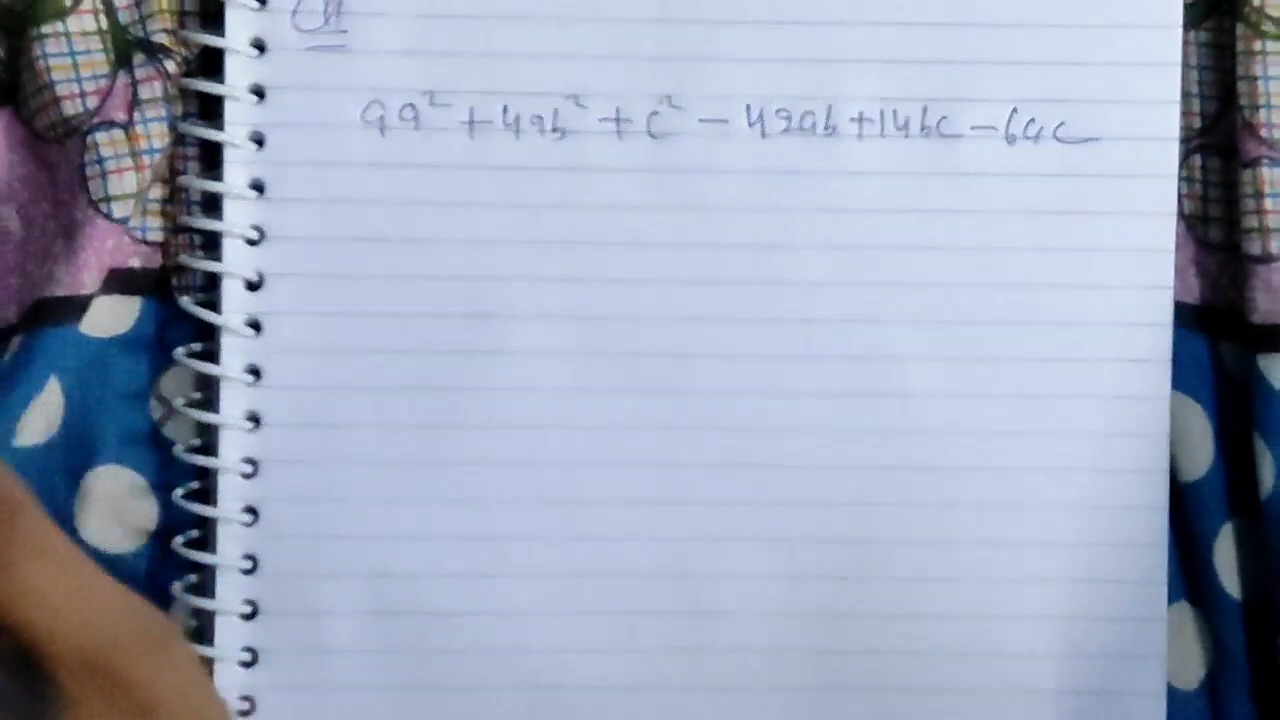 9a² + 49b² + c² - 42ab + 14bc - 6ac